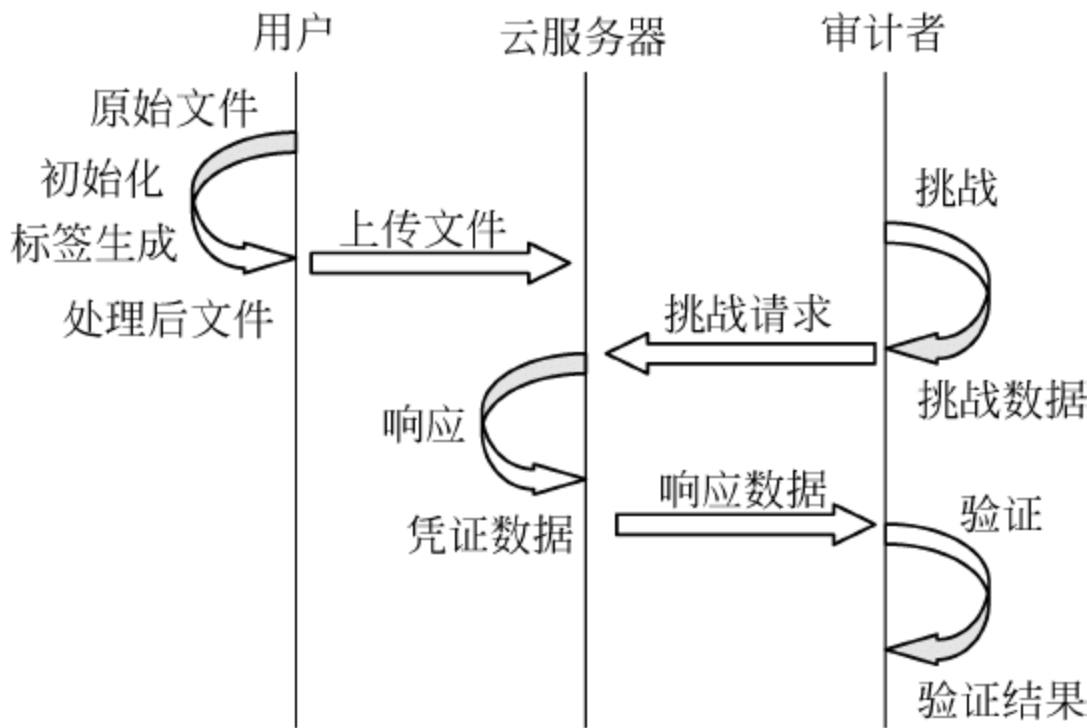 用户
云服务器
审计者
原始文件
初始化
标签生成
处理后文件
上传文件
挑战
挑战请求
挑战数据
响应
凭证数据
响应数据
验证
验证结果